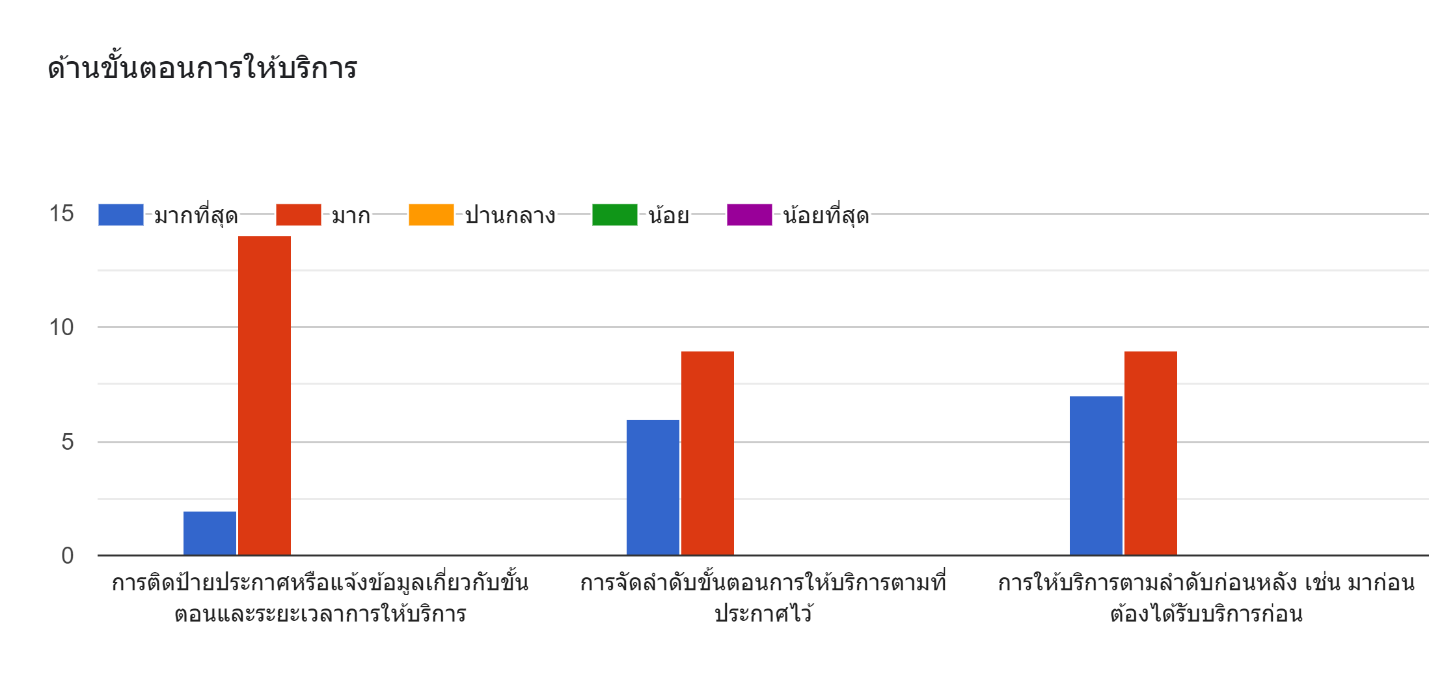 ด้านขั้นตอนการให้บริการ
15 มากที่สุด มาก ปานกลาง น้อย น้อยที่สุด
10
5
0
การติดป้ายประกาศหรือแจ้งข้อมูลเกี่ยวกับขั้น
ตอนและระยะเวลาการให้บริการ
การจัดลำดับขั้นตอนการให้บริการตามที่
ประกาศไว้
การให้บริการตามลำดับก่อนหลัง เช่น มาก่อน
ต้องได้รับบริการก่อน